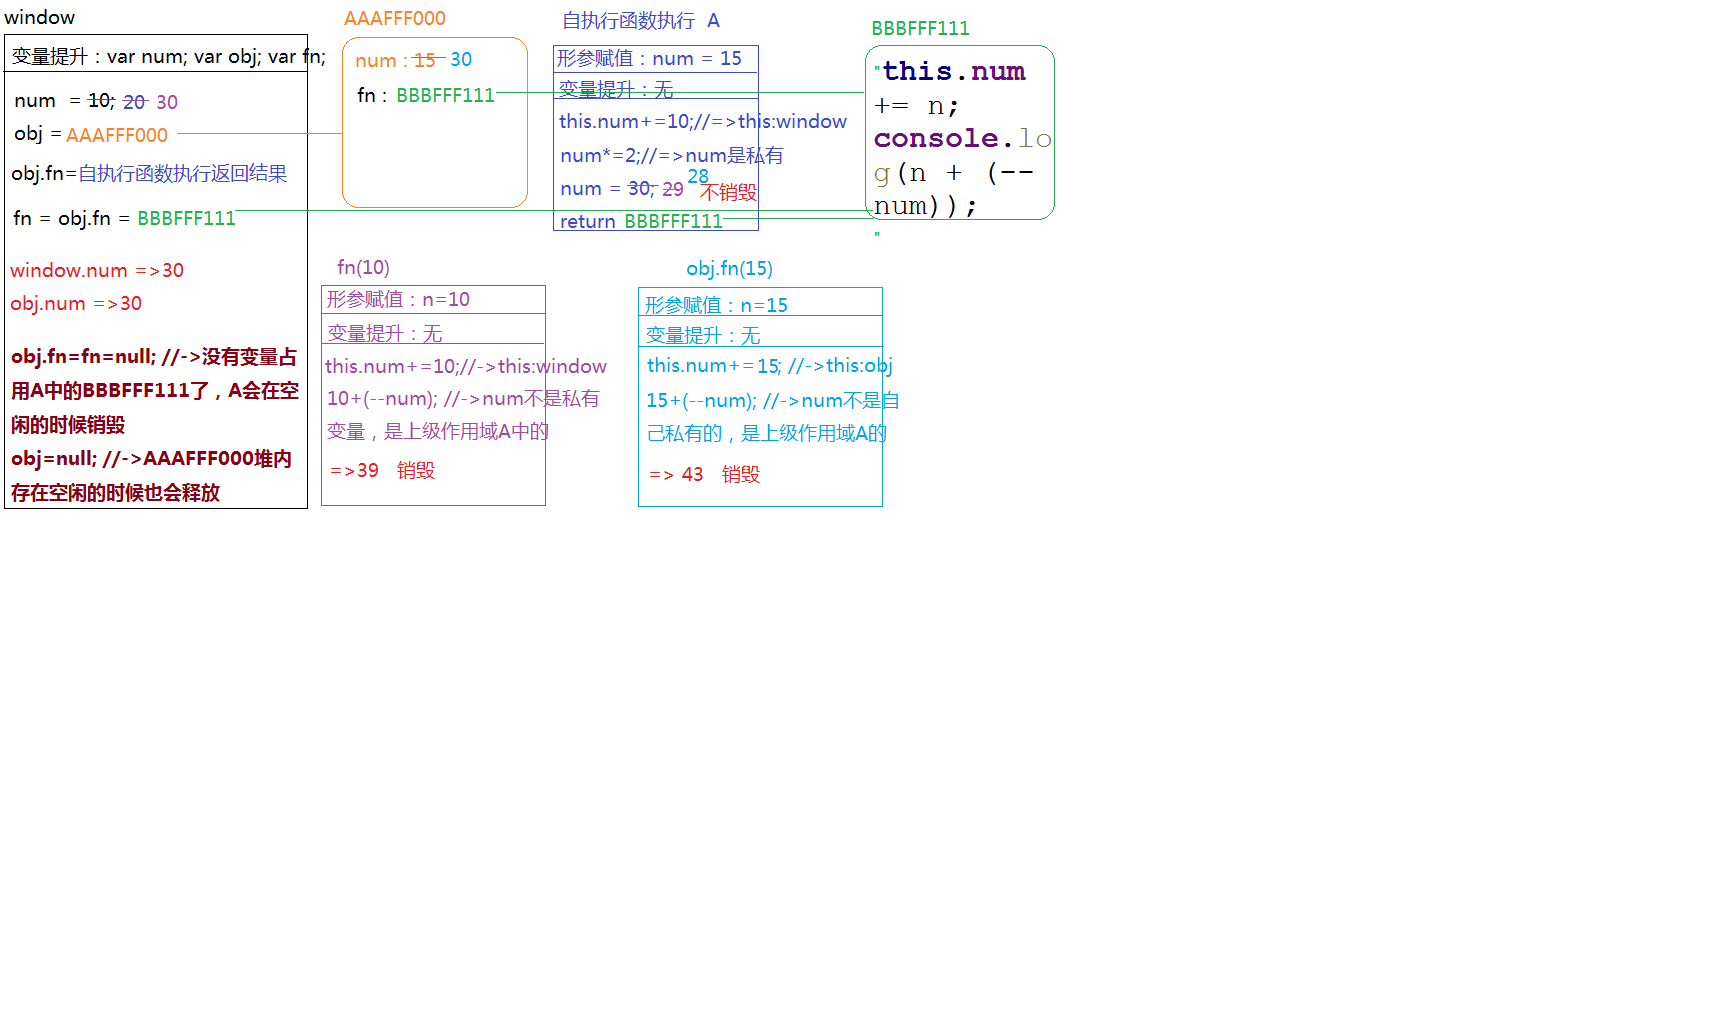 window
变量提升：var num; var obj; var fn;
num = 10; 20 30
obj = AAAFFF000
obj.fn=自执行函数执行返回结果
fn = obj.fn = BBBFFF111
window.num =>30
obj.num =>30
obj.fn=fn=null; //->没有变量占
用A中的BBBFFF111了，A会在空
闲的时候销毁
obj=null; //->AAAFFF000堆内
存在空闲的时候也会释放
AAAFFF000
num : 15 30
fn : BBBFFF111
自执行函数执行 A
形参赋值：num = 15
变量提升：无
this.num+=10;//=>this:window
num*=2;//=>num是私有
num = 30; 29 28 不销毁
return BBBFFF111
BBBFFF111
"this.num
+= n;
console.lo
g(n + (--
num));
"
fn(10)
形参赋值：n=10
变量提升：无
this.num+=10;//->this:window
10+(--num); //->num不是私有
变量，是上级作用域A中的
=>39 销毁
obj.fn(15)
形参赋值：n=15
变量提升：无
this.num+=15; //->this:obj
15+(--num); //->num不是自
己私有的，是上级作用域A的
=> 43 销毁